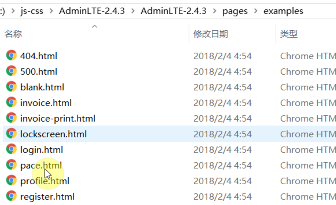 :) › js-css › AdminLTE-2.4.3 › AdminLTE-2.4.3 › pages › examples
名称 修改日期 类型
404.html 2018/2/4 4:54 Chrome HTM
500.html 2018/2/4 4:54 Chrome HTM
blank.html 2018/2/4 4:54 Chrome HTM
invoice.html 2018/2/4 4:54 Chrome HTM
invoice-print.html 2018/2/4 4:54 Chrome HTM
lockscreen.html 2018/2/4 4:54 Chrome HTM
login.html 2018/2/4 4:54 Chrome HTM
pace.html 2018/2/4 4:54 Chrome HTM
profile.html 2018/2/4 4:54 Chrome HTM
register.html 2018/2/4 4:54 Chrome HTM